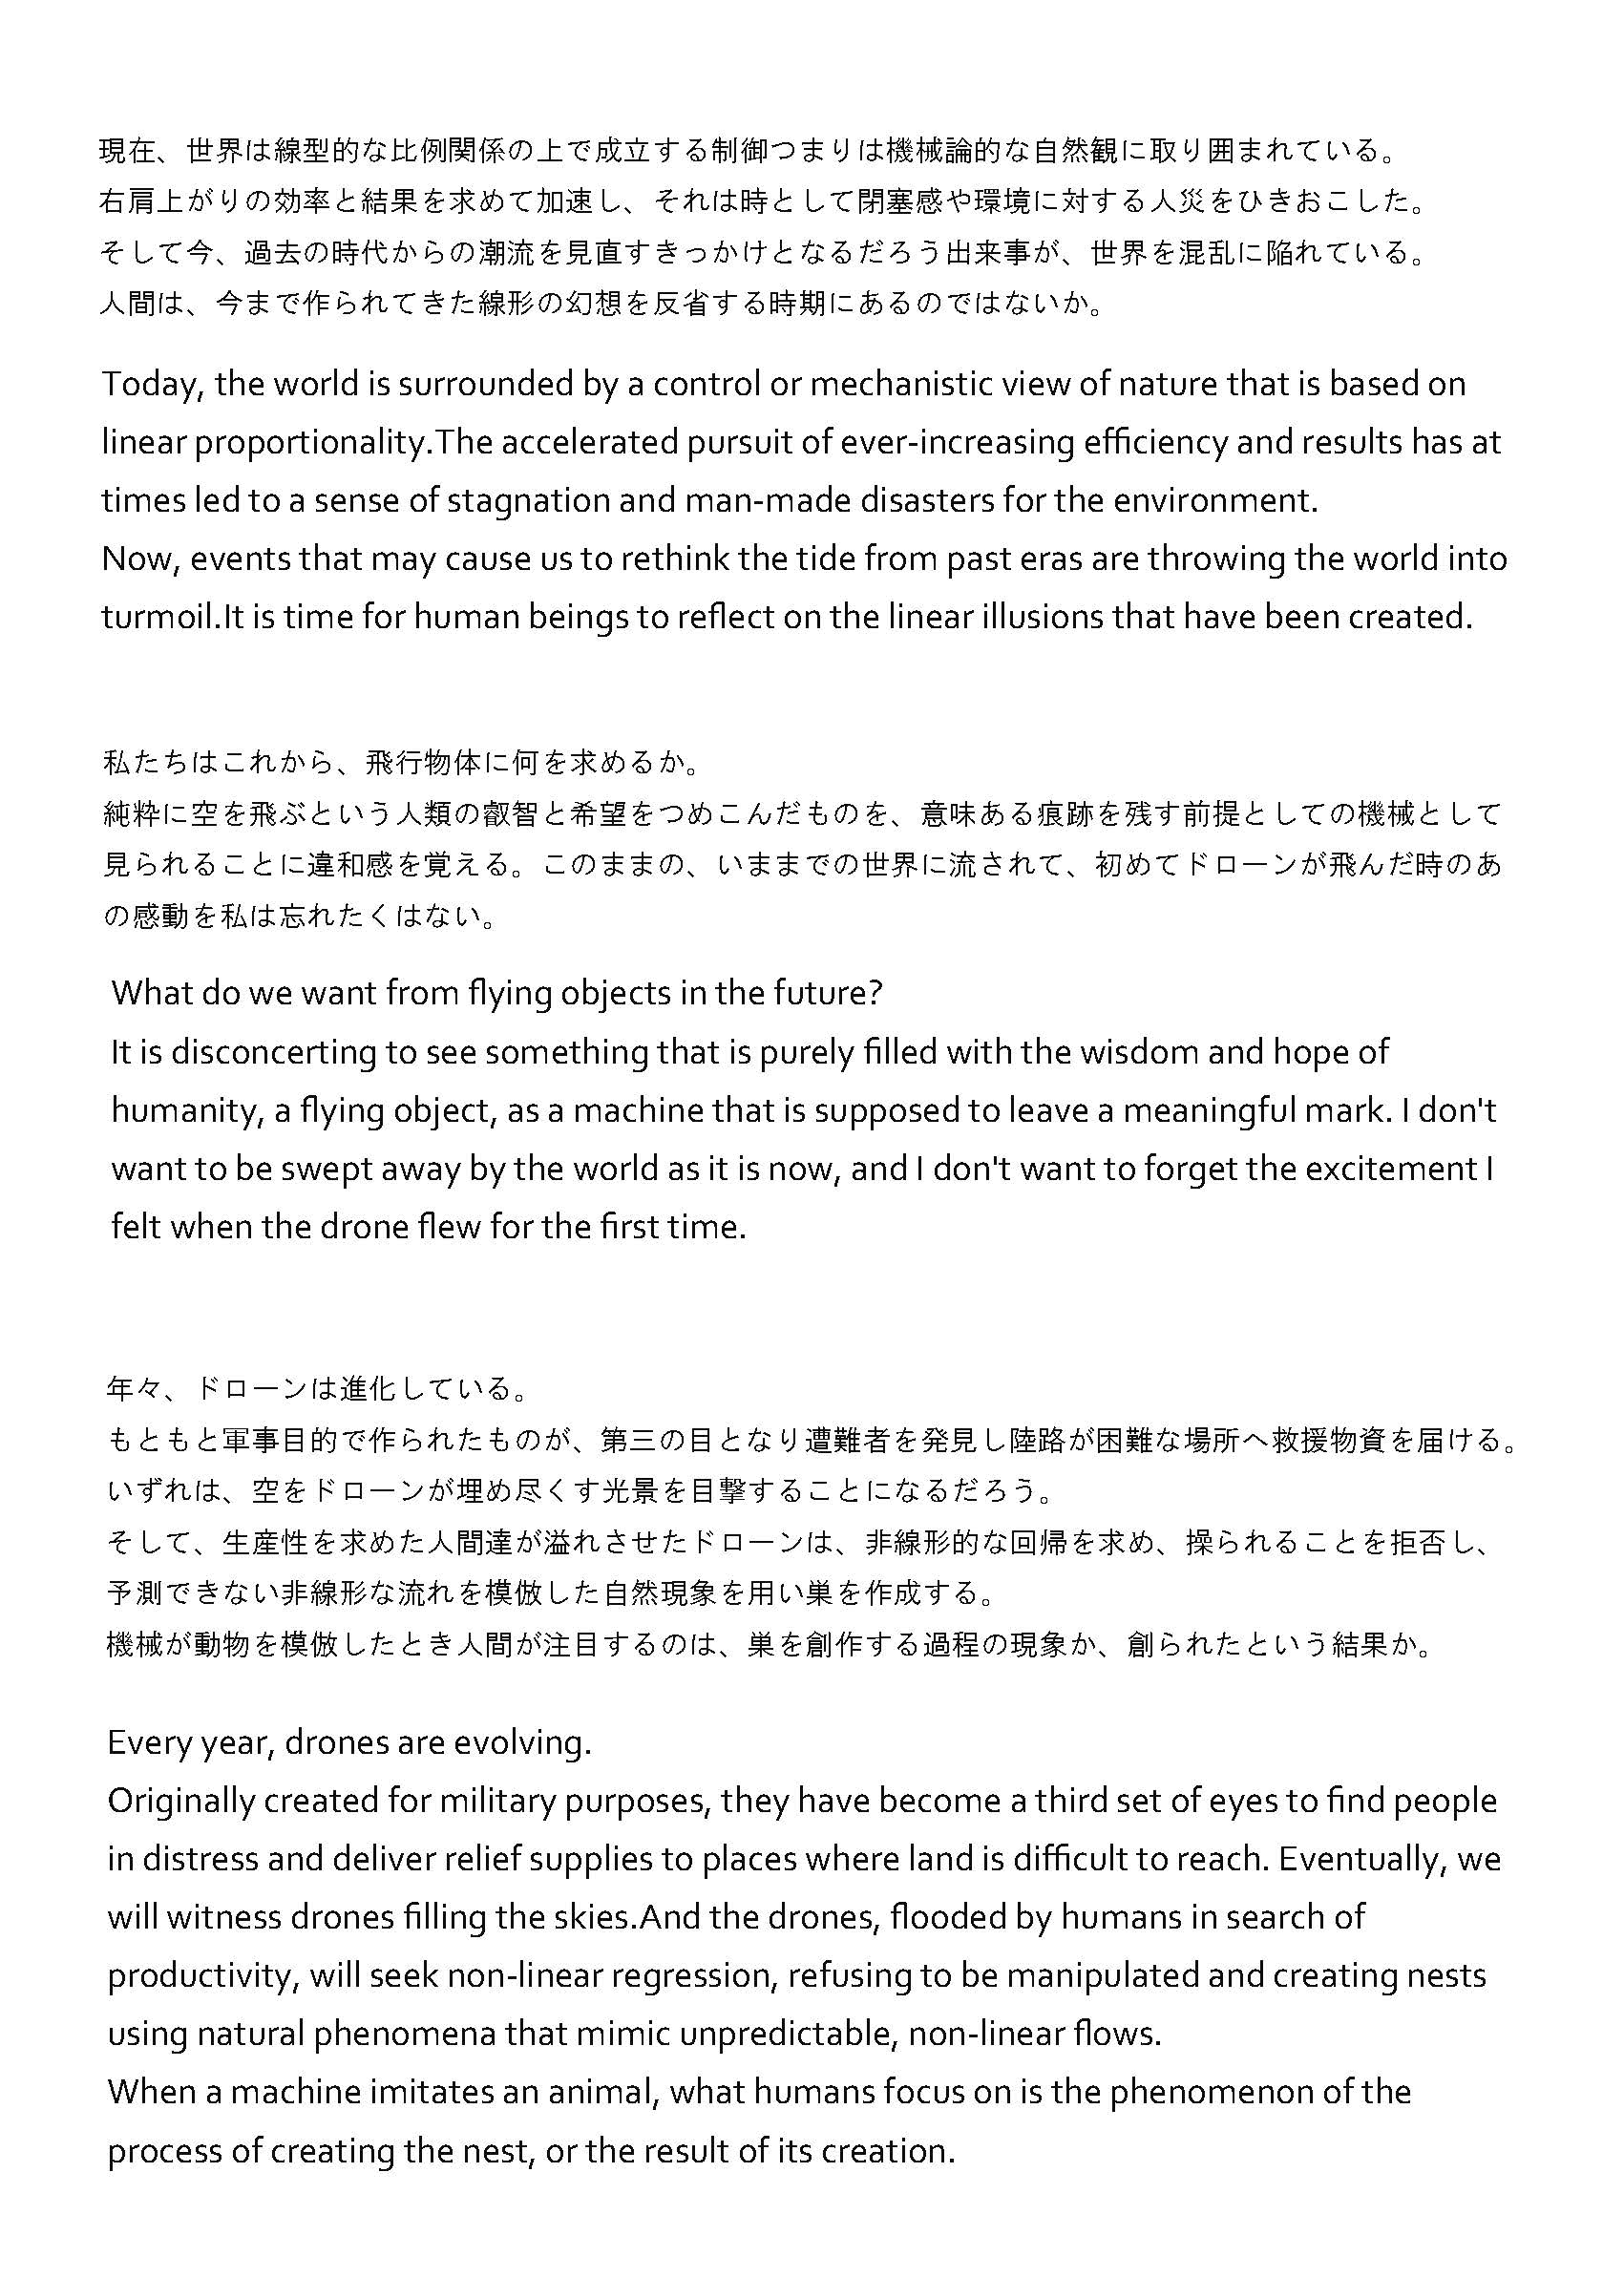 現在、世界は線型的な比例関係の上で成立する制御つまりは機械論的な自然観に取り囲まれている。
右肩上がりの効率と結果を求めて加速し、それは時として閉塞感や環境に対する人災をひきおこした。
そして今、過去の時代からの潮流を見直すきっかけとなるだろう出来事が、世界を混乱に陥れている。
人間は、今まで作られてきた線形の幻想を反省する時期にあるのではないか。
Today, the world is surrounded by a control or mechanistic view of nature that is based on
linear proportionality.The accelerated pursuit of ever-increasing efficiency and results has at
times led to a sense of stagnation and man-made disasters for the environment.
Now, events that may cause us to rethink the tide from past eras are throwing the world into
turmoil.It is time for human beings to reflect on the linear illusions that have been created.
私たちはこれから、飛行物体に何を求めるか。
純粋に空を飛ぶという人類の叡智と希望をつめこんだものを、意味ある痕跡を残す前提としての機械として
見られることに違和感を覚える。このままの、いままでの世界に流されて、初めてドローンが飛んだ時のあ
の感動を私は忘れたくはない。
What do we want from flying objects in the future?
It is disconcerting to see something that is purely filled with the wisdom and hope of
humanity, a flying object, as a machine that is supposed to leave a meaningful mark. I don't
want to be swept away by the world as it is now, and I don't want to forget the excitement I
felt when the drone flew for the first time.
年々、ドローンは進化している。
もともと軍事目的で作られたものが、第三の目となり遭難者を発見し陸路が困難な場所へ救援物資を届ける。
いずれは、空をドローンが埋め尽くす光景を目撃することになるだろう。
そして、生産性を求めた人間達が溢れさせたドローンは、非線形的な回帰を求め、操られることを拒否し、
予測できない非線形な流れを模倣した自然現象を用い巣を作成する。
機械が動物を模倣したとき人間が注目するのは、巣を創作する過程の現象か、創られたという結果か。
Every year, drones are evolving.
Originally created for military purposes, they have become a third set of eyes to find people
in distress and deliver relief supplies to places where land is difficult to reach. Eventually, we
will witness drones filling the skies.And the drones, flooded by humans in search of
productivity, will seek non-linear regression, refusing to be manipulated and creating nests
using natural phenomena that mimic unpredictable, non-linear flows.
When a machine imitates an animal, what humans focus on is the phenomenon of the
process of creating the nest, or the result of its creation.